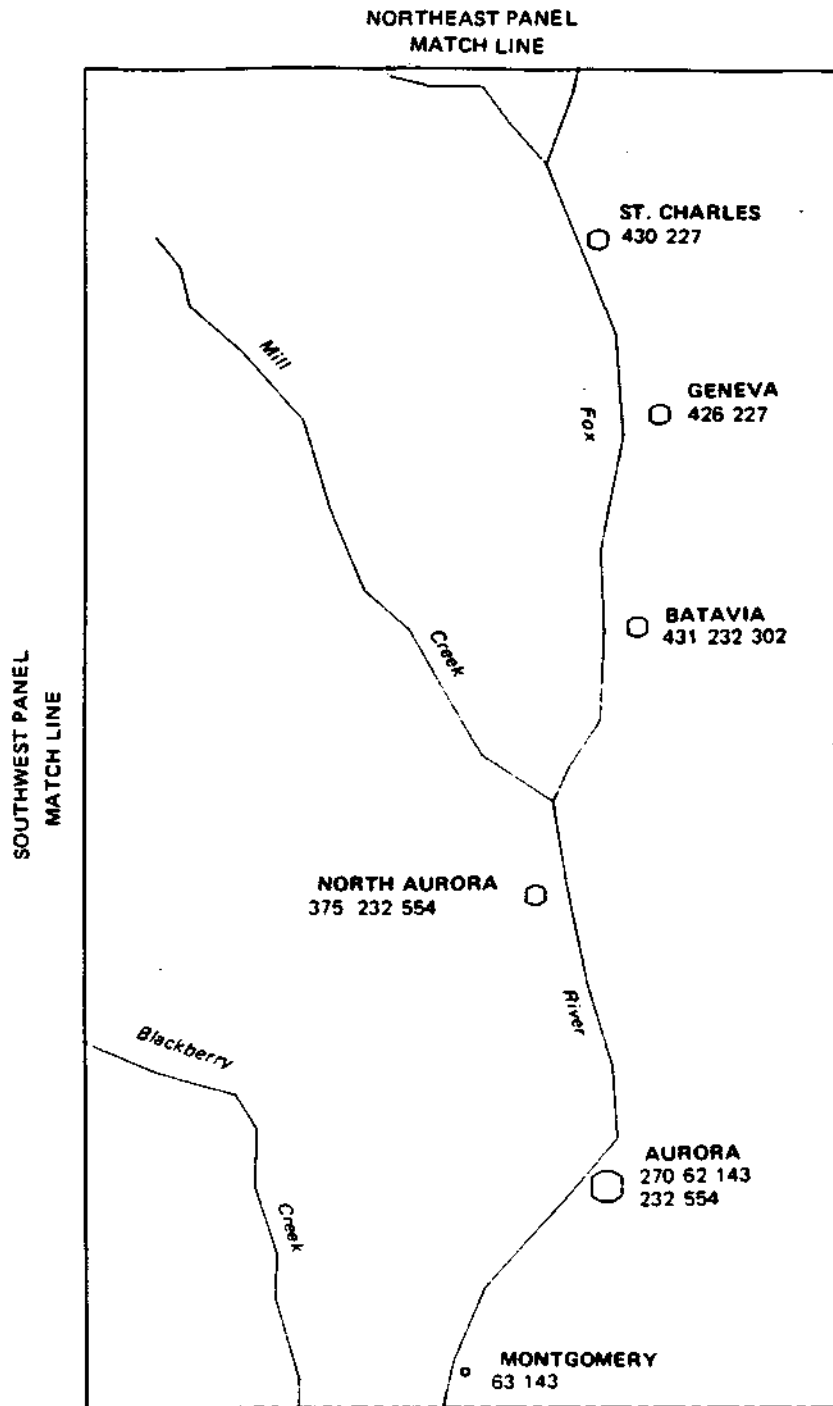 NORTHEAST PANEL
MATCH LINE
ST. CHARLES
430 227
Mill
GENEVA
426 227
Fox
BATAVIA
431 232 302
Creek
SOUTHWEST PANEL
MATCH LINE
NORTH AURORA
375 232 554
River
Blackberry
AURORA
270 62 143
232 554
Creek
MONTGOMERY
63 143